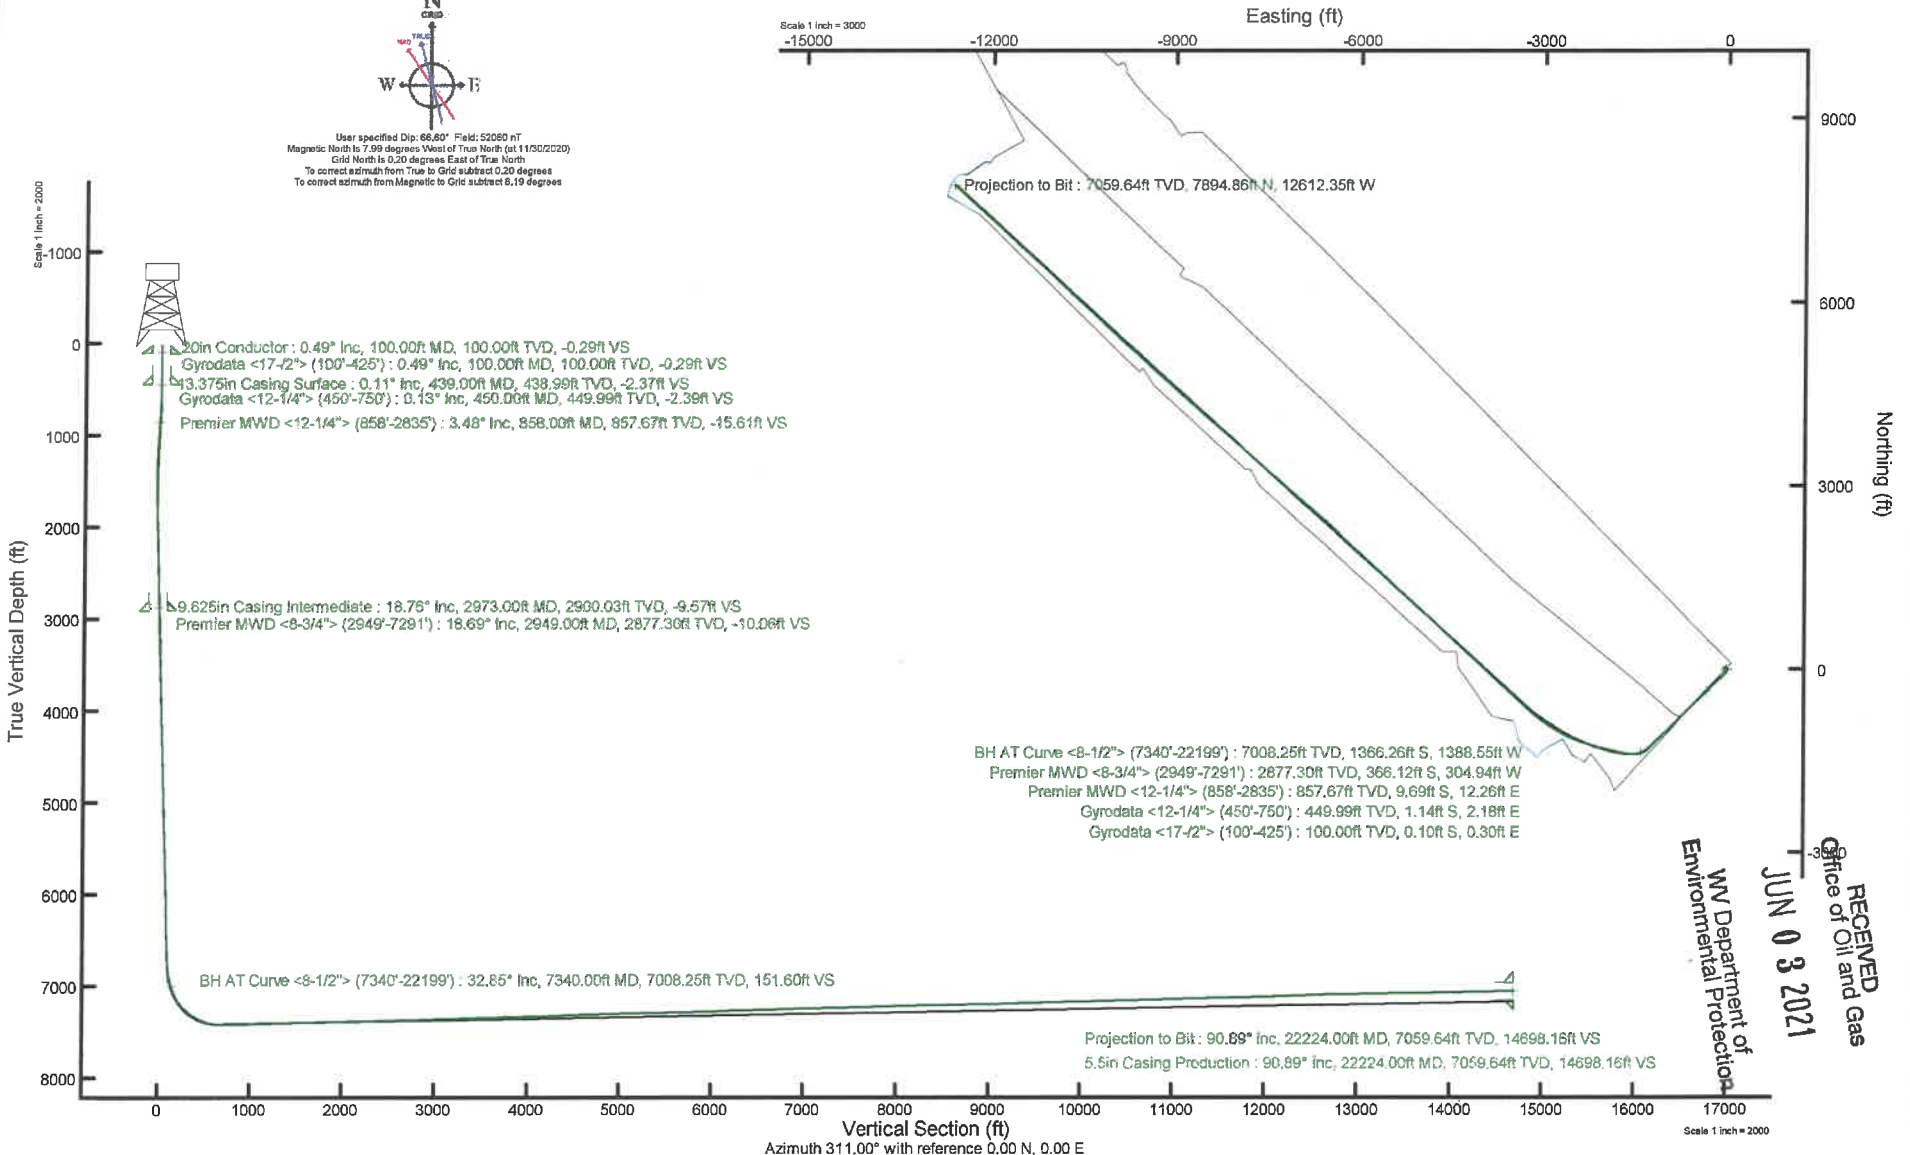 N
GRID
MAG TRUE
W E
User specified Dip: 66.60° Field: 52060 nT
Magnetic North is 7.99 degrees West of True North (at 11/30/2020)
Grid North is 0.20 degrees East of True North
To correct azimuth from True to Grid subtract 0.20 degrees
To correct azimuth from Magnetic to Grid subtract 8.19 degrees
Scale 1 inch = 3000
Easting (ft)
-15000 -12000 -9000 -6000 -3000 0
9000
6000
3000
0
-3000
Northing (ft)
Projection to Bit : 7059.64ft TVD, 7894.86ft N, 12612.35ft W
Scale 1 inch = 2000
True Vertical Depth (ft)
-1000
0
1000
2000
3000
4000
5000
6000
7000
8000
20in Conductor : 0.49° Inc, 100.00ft MD, 100.00ft TVD, -0.29ft VS
Gyrodata <17-/2"> (100'-425') : 0.49° Inc, 100.00ft MD, 100.00ft TVD, -0.29ft VS
13.375in Casing Surface : 0.11° Inc, 439.00ft MD, 438.99ft TVD, -2.37ft VS
Gyrodata <12-1/4"> (450'-750') : 0.13° Inc, 450.00ft MD, 449.99ft TVD, -2.39ft VS
Premier MWD <12-1/4"> (858'-2835') : 3.48° Inc, 858.00ft MD, 857.67ft TVD, -15.61ft VS
9.625in Casing Intermediate : 18.76° Inc, 2973.00ft MD, 2900.03ft TVD, -9.57ft VS
Premier MWD <8-3/4"> (2949'-7291') : 18.69° Inc, 2949.00ft MD, 2877.30ft TVD, -10.06ft VS
BH AT Curve <8-1/2"> (7340'-22199') : 7008.25ft TVD, 1366.26ft S, 1388.55ft W
Premier MWD <8-3/4"> (2949'-7291') : 2877.30ft TVD, 366.12ft S, 304.94ft W
Premier MWD <12-1/4"> (858'-2835') : 857.67ft TVD, 9.69ft S, 12.26ft E
Gyrodata <12-1/4"> (450'-750') : 449.99ft TVD, 1.14ft S, 2.18ft E
Gyrodata <17-/2"> (100'-425') : 100.00ft TVD, 0.10ft S, 0.30ft E
BH AT Curve <8-1/2"> (7340'-22199') : 32.85° Inc, 7340.00ft MD, 7008.25ft TVD, 151.60ft VS
Projection to Bit : 90.89° Inc, 22224.00ft MD, 7059.64ft TVD, 14698.16ft VS
5.5in Casing Production : 90.89° Inc, 22224.00ft MD, 7059.64ft TVD, 14698.16ft VS
0 1000 2000 3000 4000 5000 6000 7000 8000 9000 10000 11000 12000 13000 14000 15000 16000 17000
Vertical Section (ft)
Azimuth 311.00° with reference 0.00 N, 0.00 E
Scale 1 inch = 2000
RECEIVED
Office of Oil and Gas
JUN 03 2021
WV Department of
Environmental Protection